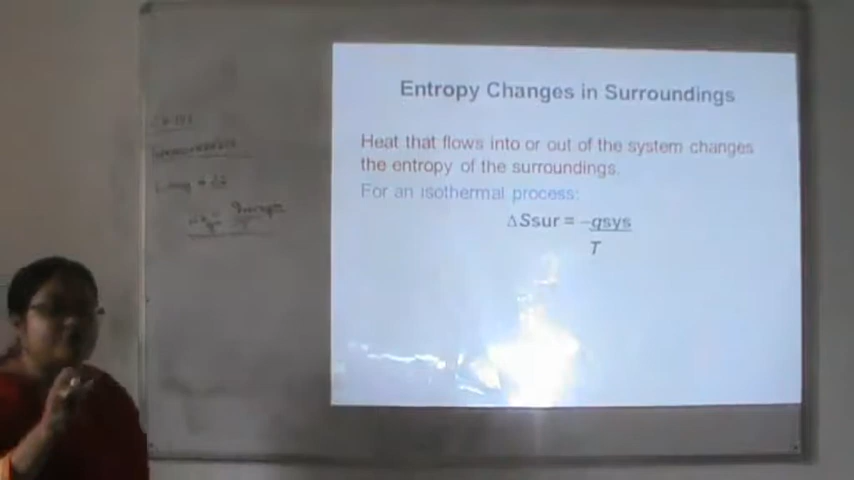 Entropy Changes in Surroundings
Heat that flows into or out of the system changes
the entropy of the surroundings.
For an isothermal process:
ΔSsur = –qsys
T